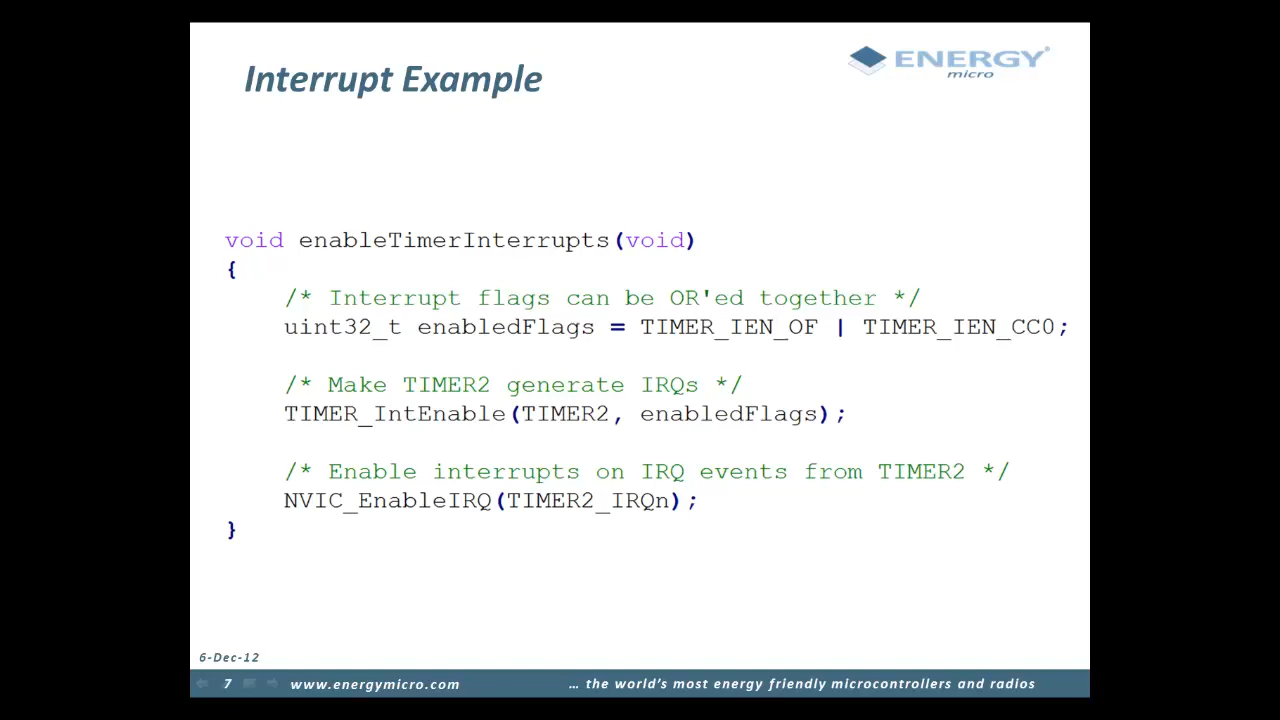 Interrupt Example
ENERGY
micro
void enableTimerInterrupts(void)
{
/* Interrupt flags can be OR'ed together */
uint32_t enabledFlags = TIMER_IEN_OF | TIMER_IEN_CC0;
/* Make TIMER2 generate IRQs */
TIMER_IntEnable(TIMER2, enabledFlags);
/* Enable interrupts on IRQ events from TIMER2 */
NVIC_EnableIRQ(TIMER2_IRQn);
}
6-Dec-12
7 www.energymicro.com … the world's most energy friendly microcontrollers and radios